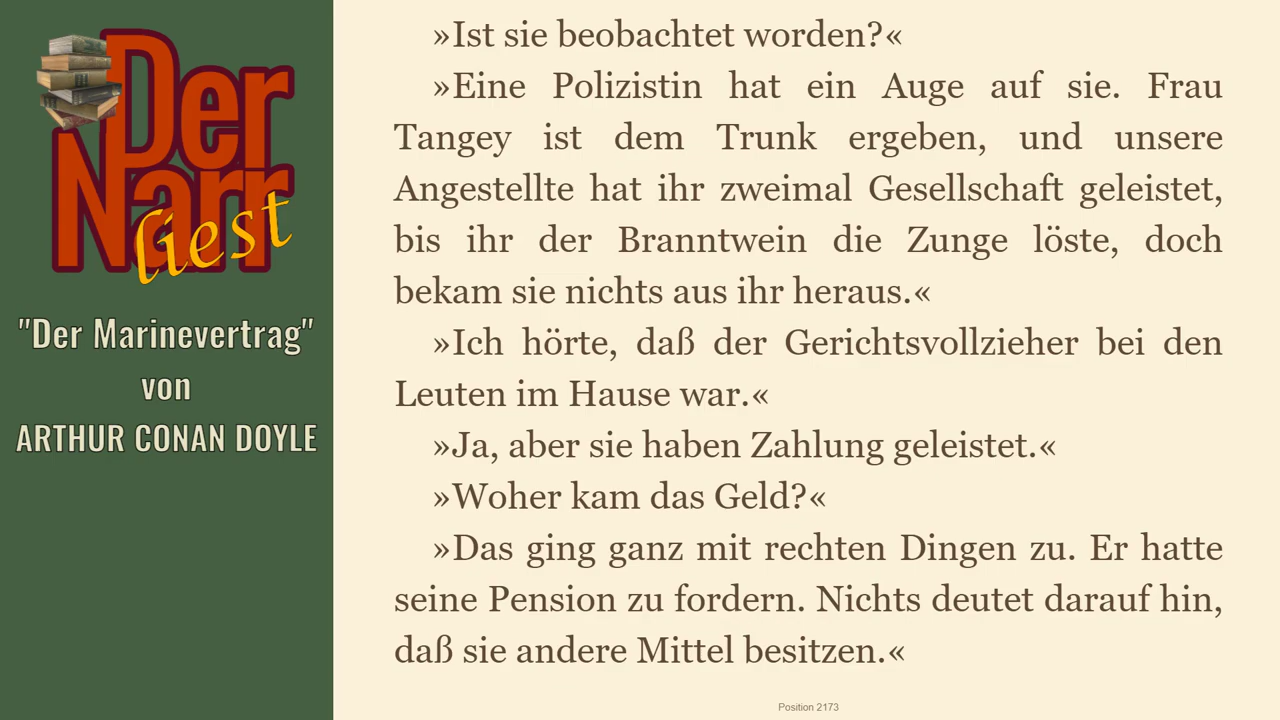 Der
Narr
liest
"Der Marinevertrag"
von
ARTHUR CONAN DOYLE
»Ist sie beobachtet worden?«
»Eine Polizistin hat ein Auge auf sie. Frau
Tangey ist dem Trunk ergeben, und unsere
Angestellte hat ihr zweimal Gesellschaft geleistet,
bis ihr der Branntwein die Zunge löste, doch
bekam sie nichts aus ihr heraus.«
»Ich hörte, daß der Gerichtsvollzieher bei den
Leuten im Hause war.«
»Ja, aber sie haben Zahlung geleistet.«
»Woher kam das Geld?«
»Das ging ganz mit rechten Dingen zu. Er hatte
seine Pension zu fordern. Nichts deutet darauf hin,
daß sie andere Mittel besitzen.«
Position 2173